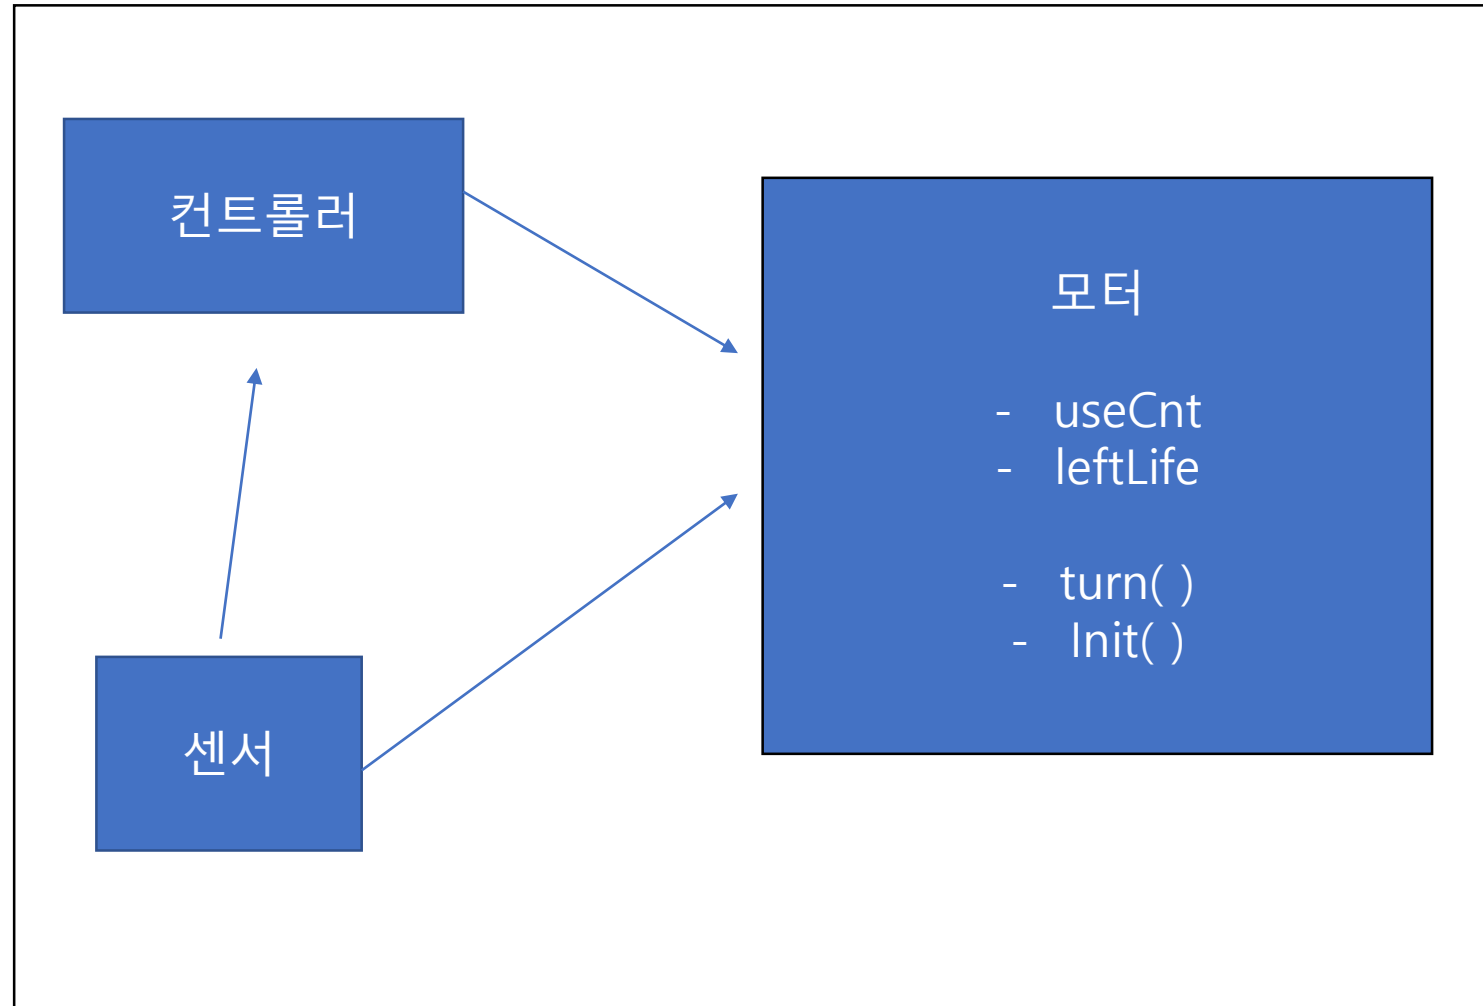 컨트롤러
모터
- useCnt
- leftLife
- turn( )
- Init( )
센서